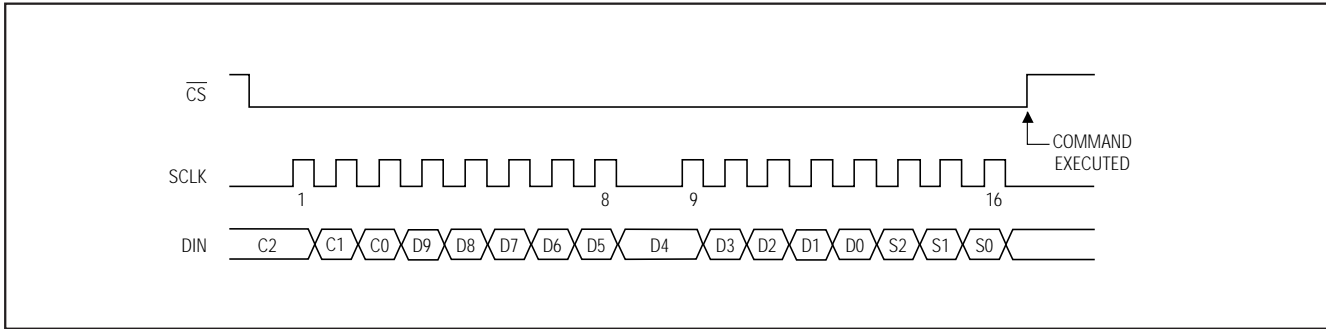 CS
COMMAND
EXECUTED
SCLK
1 8 9 16
DIN
C2 C1 C0 D9 D8 D7 D6 D5 D4 D3 D2 D1 D0 S2 S1 S0